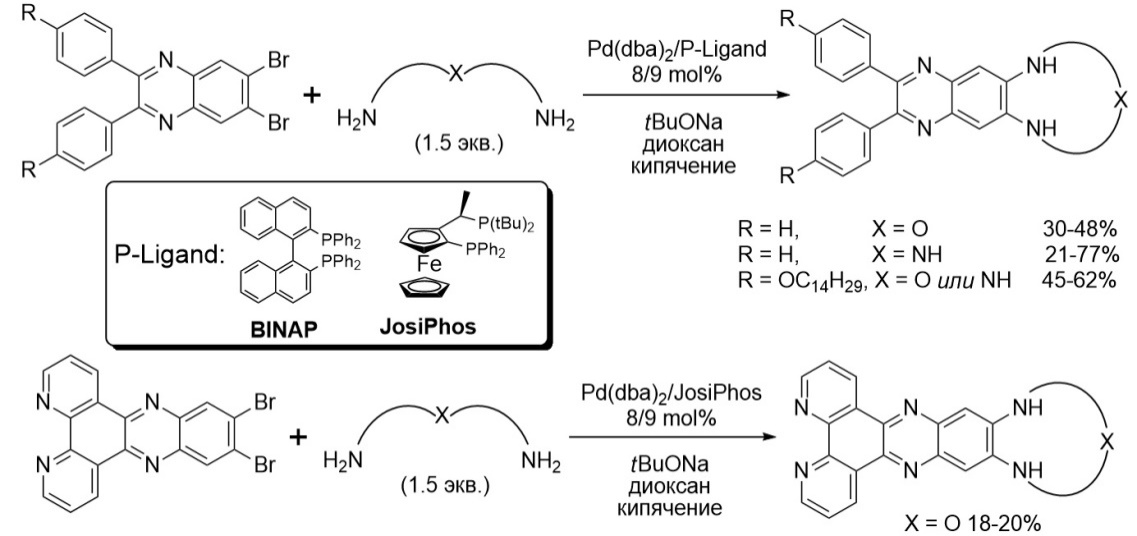 R
N
Br
Br
N
R
+
X
H2N
NH2
(1.5 экв.)
Pd(dba)2/P-Ligand
8/9 mol%
tBuONa
диоксан
кипячение
R
N
NH
X
NH
N
R
P-Ligand:
PPh2
PPh2
BINAP
P(tBu)2
PPh2
Fe
JosiPhos
R = H, X = O 30-48%
R = H, X = NH 21-77%
R = OC14H29, X = O или NH 45-62%
N
N
Br
N
N
Br
+
X
H2N
NH2
(1.5 экв.)
Pd(dba)2/JosiPhos
8/9 mol%
tBuONa
диоксан
кипячение
N
N
NH
X
N
N
NH
X = O 18-20%